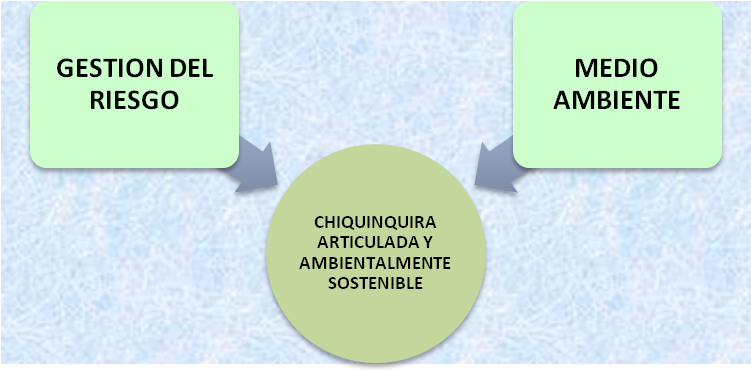 GESTION DEL
RIESGO
MEDIO
AMBIENTE
CHIQUINQUIRA
ARTICULADA Y
AMBIENTALMENTE
SOSTENIBLE